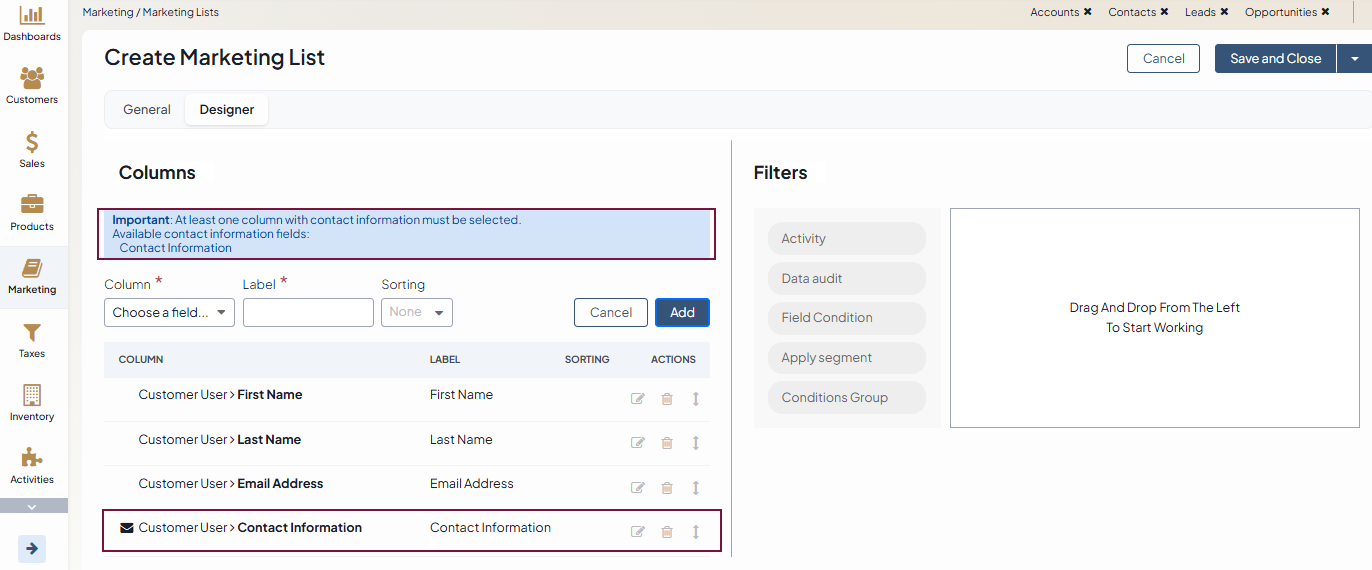 Marketing / Marketing Lists
Accounts ✖ Contacts ✖ Leads ✖ Opportunities ✖
Dashboards
Customers
Sales
Products
Marketing
Taxes
Inventory
Activities
Create Marketing List
Cancel
Save and Close
General
Designer
Columns
Important: At least one column with contact information must be selected.
Available contact information fields:
Contact Information
Column * Label * Sorting
Choose a field... None Cancel Add
COLUMN LABEL SORTING ACTIONS
Customer User > First Name First Name
Customer User > Last Name Last Name
Customer User > Email Address Email Address
Customer User > Contact Information Contact Information
Filters
Activity
Data audit
Field Condition
Apply segment
Conditions Group
Drag And Drop From The Left
To Start Working